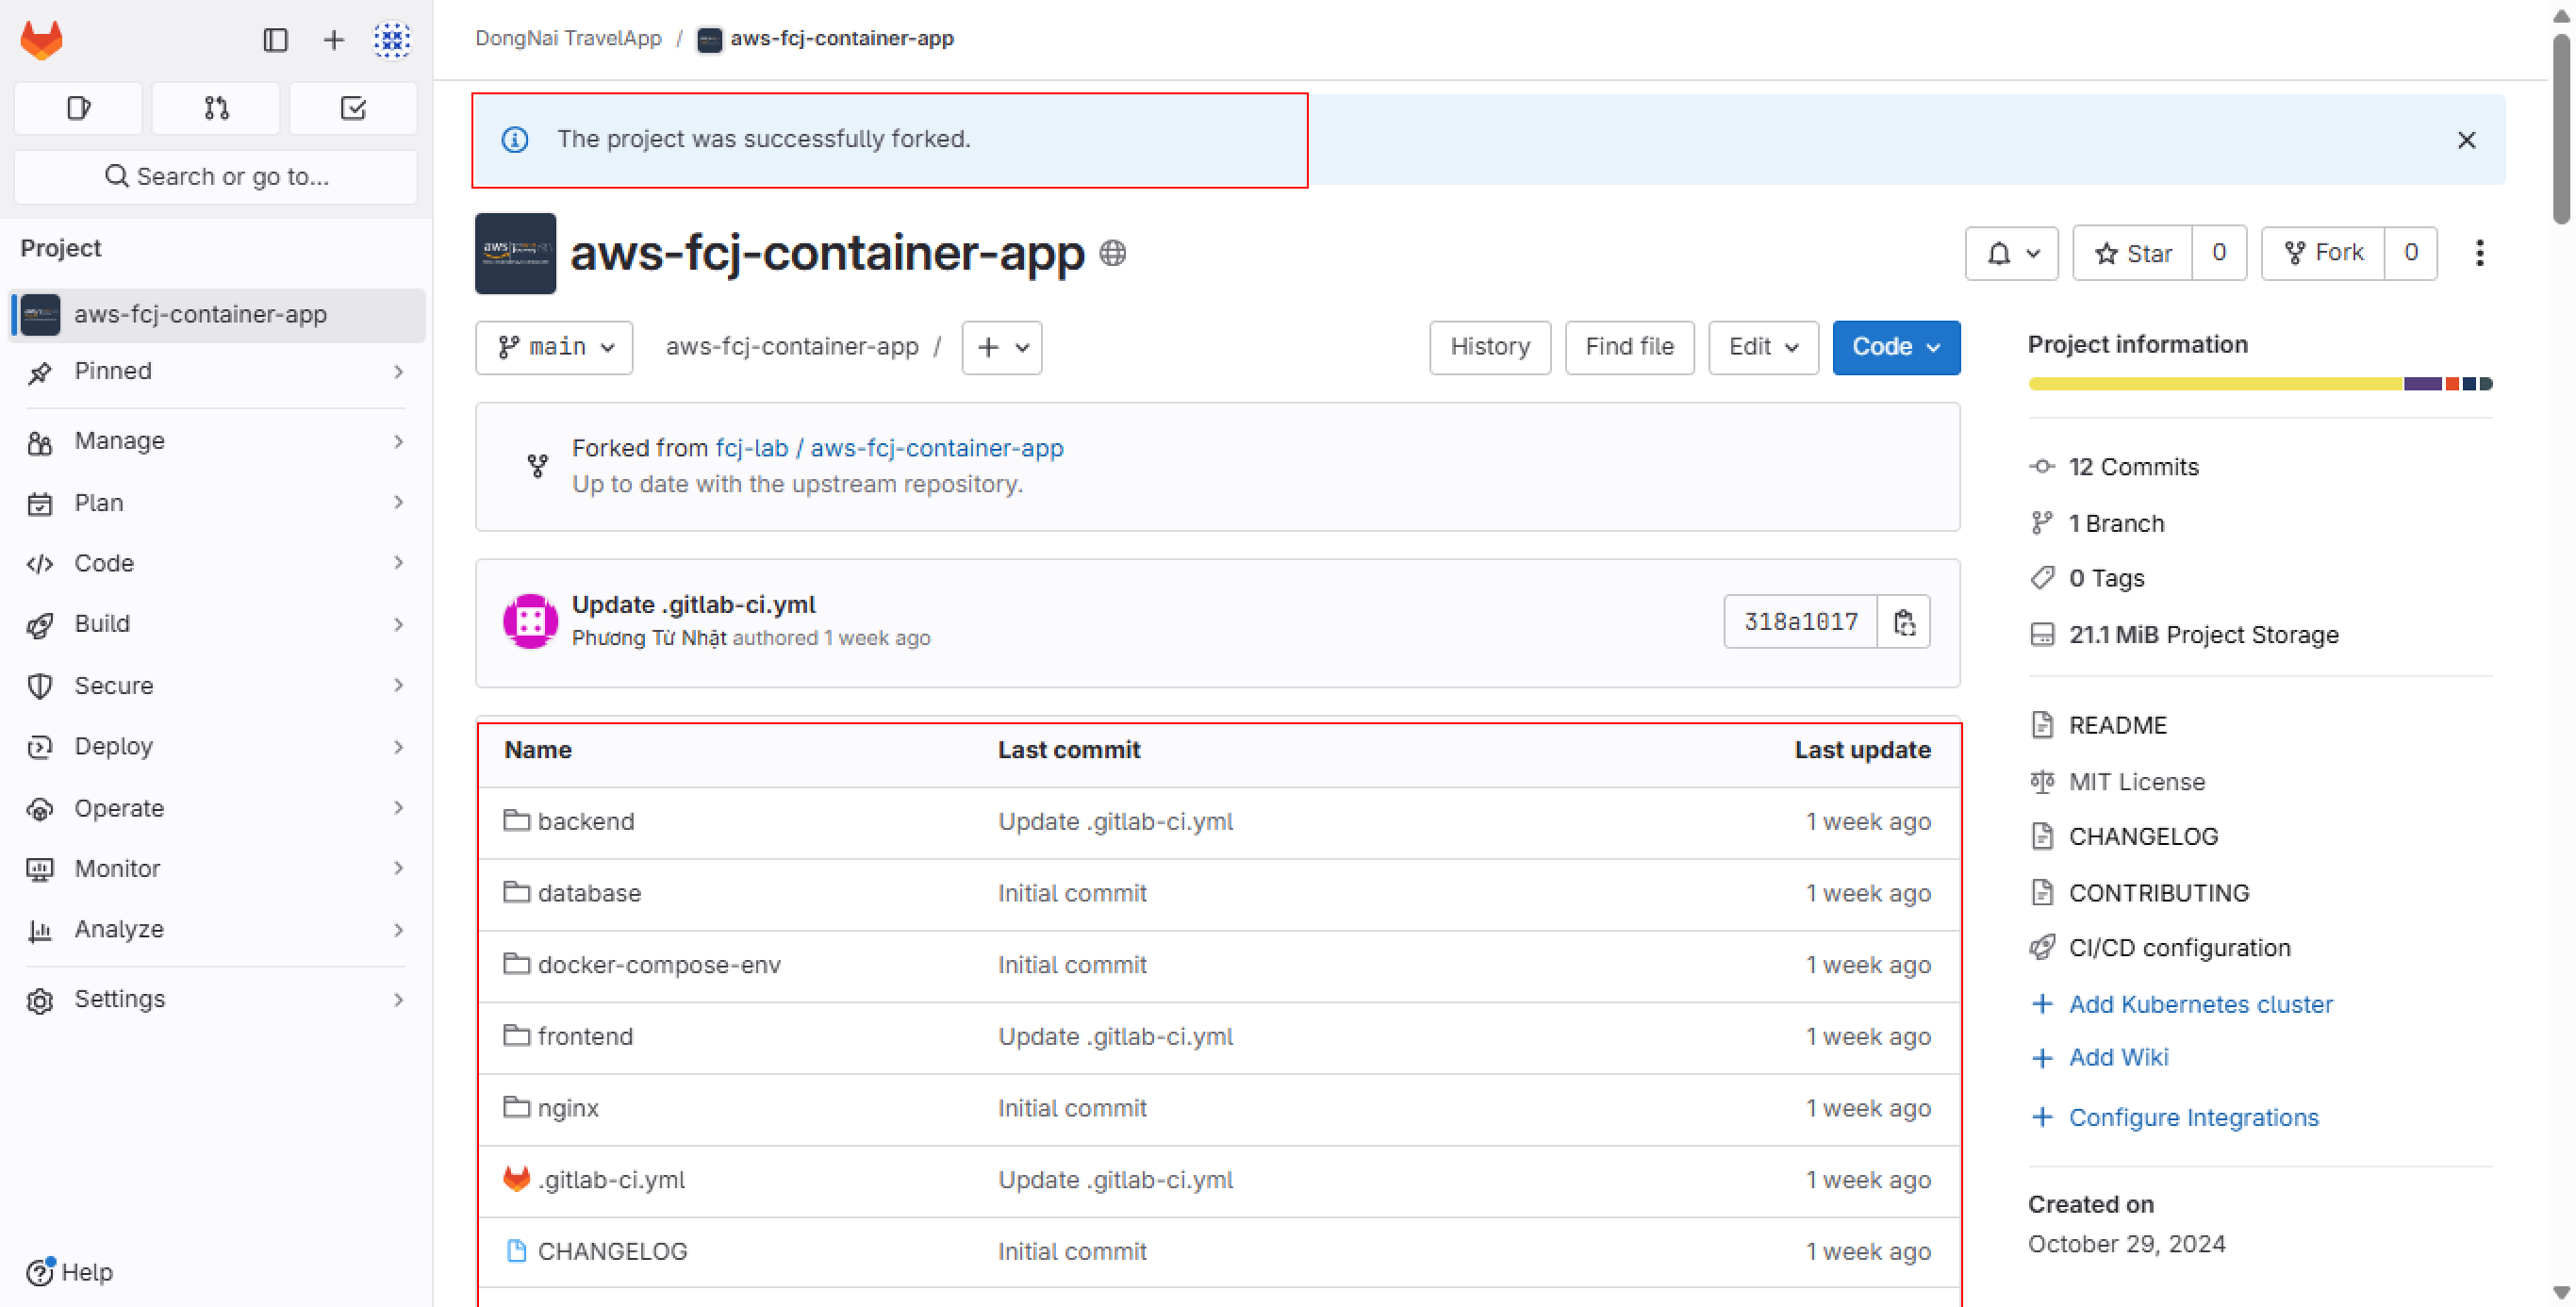 DongNai TravelApp / aws-fcj-container-app
Search or go to...
Project
aws-fcj-container-app
Pinned
Manage
Plan
Code
Build
Secure
Deploy
Operate
Monitor
Analyze
Settings
Help
The project was successfully forked.
aws-fcj-container-app
Star 0
Fork 0
main
aws-fcj-container-app /
History
Find file
Edit
Code
Forked from fcj-lab / aws-fcj-container-app
Up to date with the upstream repository.
Update .gitlab-ci.yml
Phương Từ Nhật authored 1 week ago
318a1017
Name Last commit Last update
backend Update .gitlab-ci.yml 1 week ago
database Initial commit 1 week ago
docker-compose-env Initial commit 1 week ago
frontend Update .gitlab-ci.yml 1 week ago
nginx Initial commit 1 week ago
.gitlab-ci.yml Update .gitlab-ci.yml 1 week ago
CHANGELOG Initial commit 1 week ago
Project information
12 Commits
1 Branch
0 Tags
21.1 MiB Project Storage
README
MIT License
CHANGELOG
CONTRIBUTING
CI/CD configuration
Add Kubernetes cluster
Add Wiki
Configure Integrations
Created on
October 29, 2024